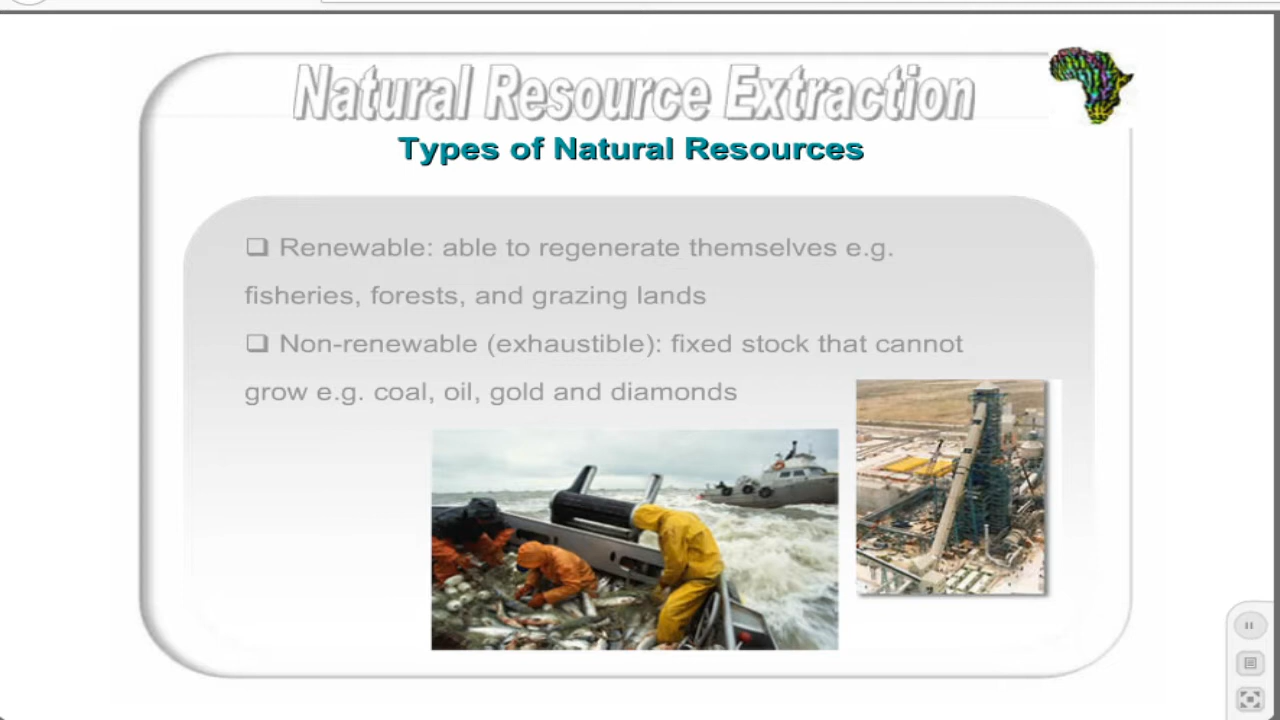 Natural Resource Extraction
Types of Natural Resources
❑ Renewable: able to regenerate themselves e.g.
fisheries, forests, and grazing lands
❑ Non-renewable (exhaustible): fixed stock that cannot
grow e.g. coal, oil, gold and diamonds